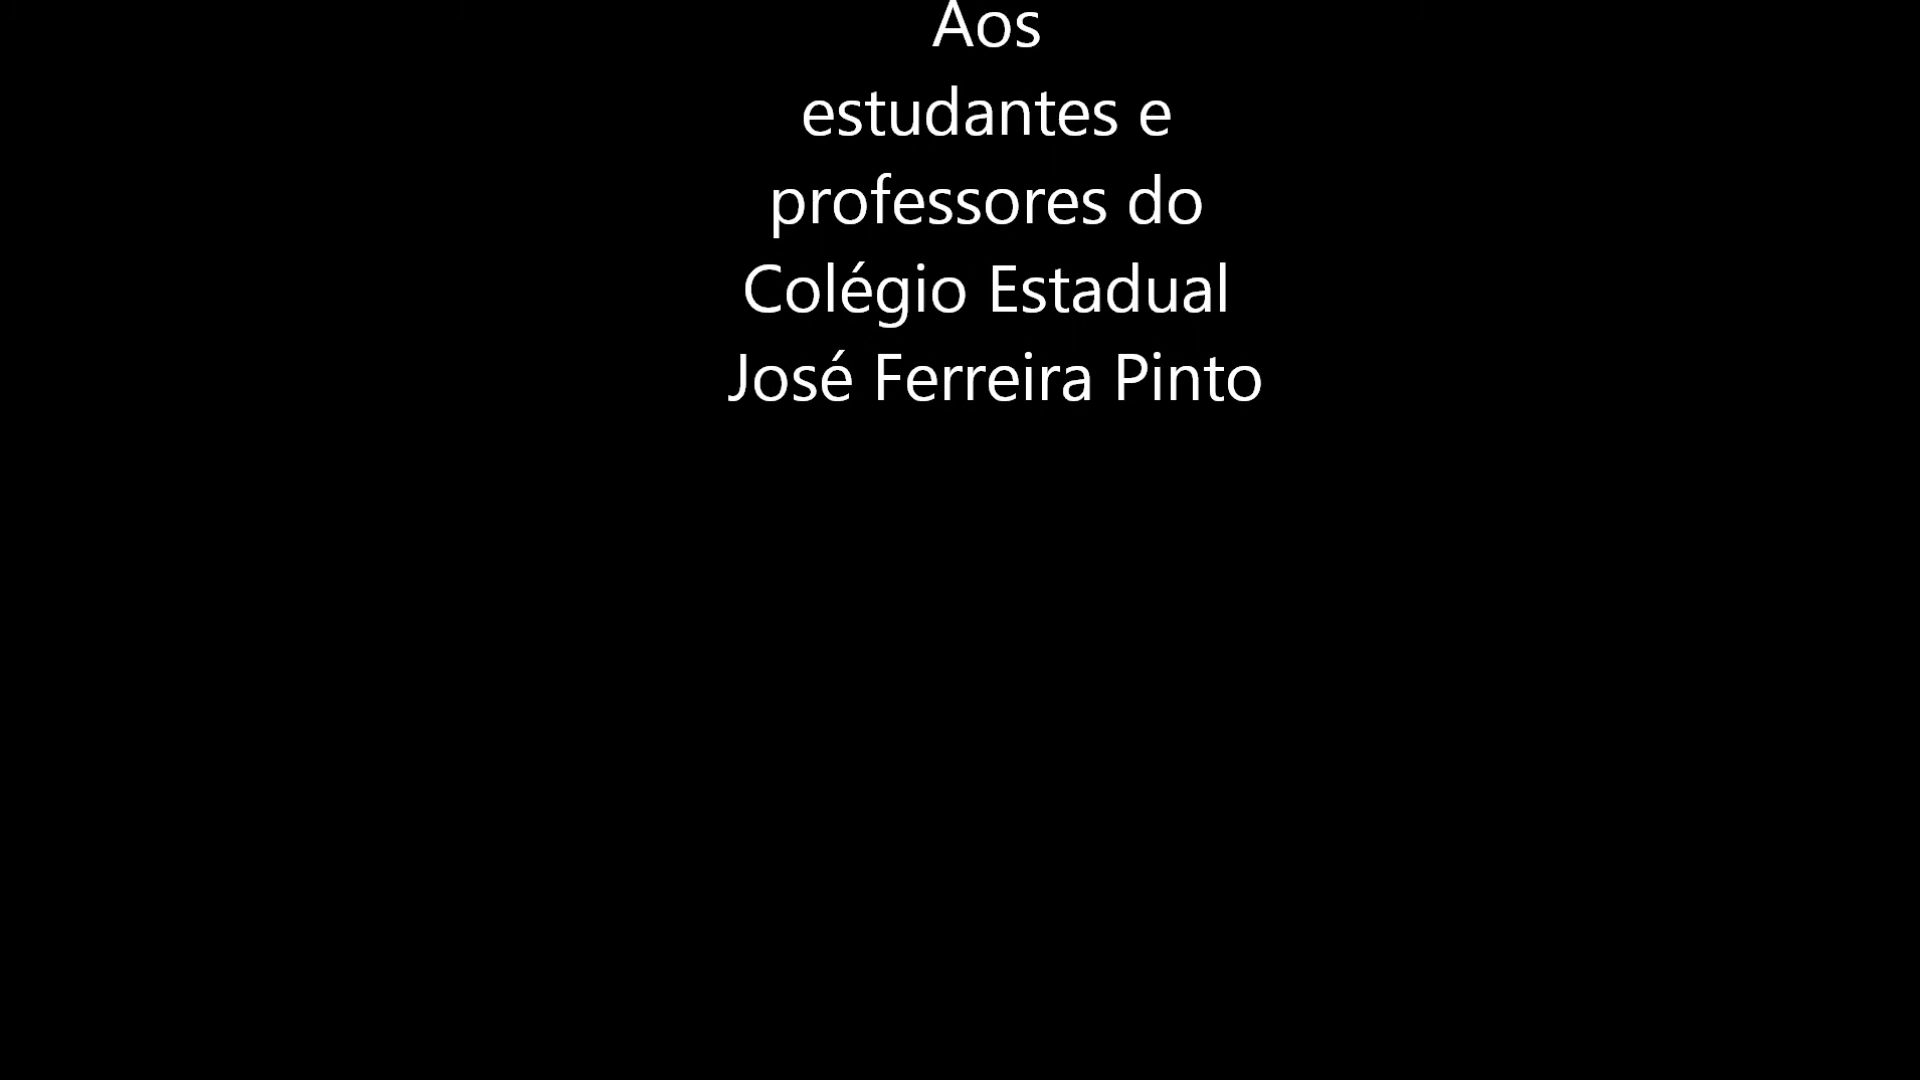 Aos
estudantes e
professores do
Colégio Estadual
José Ferreira Pinto